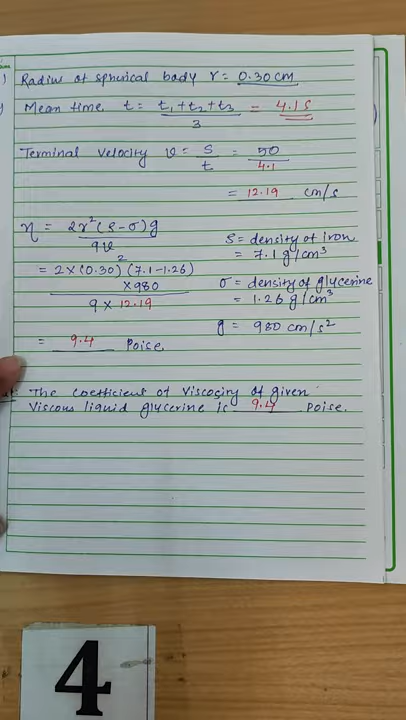 Radius of spherical body r = 0.30 cm
Mean time t = t₁+t₂+t₃ / 3 = 4.1 s
Terminal velocity v = s / t = 50 / 4.1
= 12.19 cm/s
η = 2r²(ρ-σ)g / 9v
ρ = density of iron
= 7.1 g/cm³
= 2×(0.30)²(7.1-1.26) ×980 / 9 × 12.19
σ = density of glycerine
= 1.26 g/cm³
g = 980 cm/s²
= 9.4 Poise.
The coefficient of viscosity of given
viscous liquid glycerine is 9.4 Poise.
4